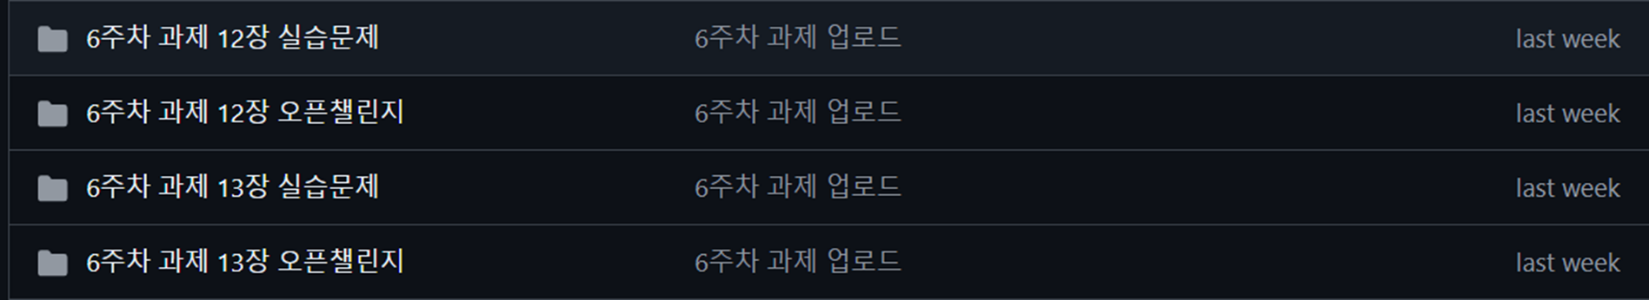 6주차 과제 12장 실습문제 6주차 과제 업로드 last week
6주차 과제 12장 오픈챌린지 6주차 과제 업로드 last week
6주차 과제 13장 실습문제 6주차 과제 업로드 last week
6주차 과제 13장 오픈챌린지 6주차 과제 업로드 last week